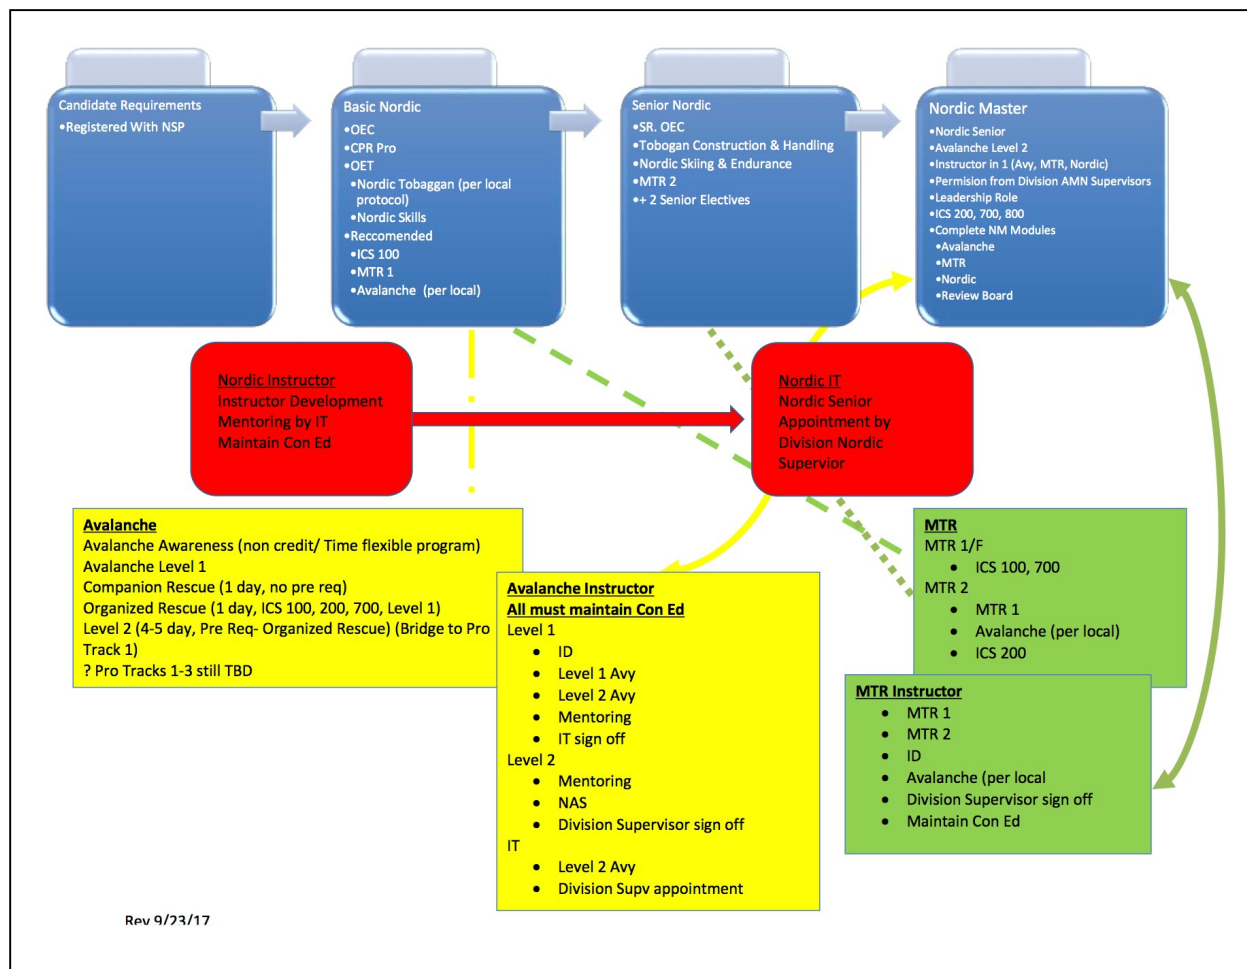 Candidate Requirements
•Registered With NSP
Basic Nordic
•OEC
•CPR Pro
•OET
•Nordic Tobaggan (per local
protocol)
•Nordic Skills
•Reccomended
•ICS 100
•MTR 1
•Avalanche (per local)
Senior Nordic
•SR. OEC
•Tobogan Construction & Handling
•Nordic Skiing & Endurance
•MTR 2
•+ 2 Senior Electives
Nordic Master
•Nordic Senior
•Avalanche Level 2
•Instructor in 1 (Avy, MTR, Nordic)
•Permision from Division AMN Supervisors
•Leadership Role
•ICS 200, 700, 800
•Complete NM Modules
•Avalanche
•MTR
•Nordic
•Review Board
Nordic Instructor
Instructor Development
Mentoring by IT
Maintain Con Ed
Nordic IT
Nordic Senior
Appointment by
Division Nordic
Supervior
Avalanche
Avalanche Awareness (non credit/ Time flexible program)
Avalanche Level 1
Companion Rescue (1 day, no pre req)
Organized Rescue (1 day, ICS 100, 200, 700, Level 1)
Level 2 (4-5 day, Pre Req- Organized Rescue) (Bridge to Pro
Track 1)
? Pro Tracks 1-3 still TBD
Avalanche Instructor
All must maintain Con Ed
Level 1
• ID
• Level 1 Avy
• Level 2 Avy
• Mentoring
• IT sign off
Level 2
• Mentoring
• NAS
• Division Supervisor sign off
IT
• Level 2 Avy
• Division Supv appointment
MTR
MTR 1/F
• ICS 100, 700
MTR 2
• MTR 1
• Avalanche (per local)
• ICS 200
MTR Instructor
• MTR 1
• MTR 2
• ID
• Avalanche (per local
• Division Supervisor sign off
• Maintain Con Ed
Rev 9/23/17